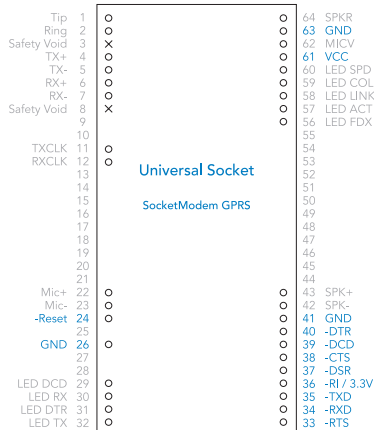 Tip 1 64 SPKR
Ring 2 63 GND
Safety Void 3 62 MICV
TX+ 4 61 VCC
TX- 5 60 LED SPD
RX+ 6 59 LED COL
RX- 7 58 LED LINK
Safety Void 8 57 LED ACT
9 56 LED FDX
10 55
TXCLK 11 54
RXCLK 12 53
13 Universal Socket 52
14 51
15 SocketModem GPRS 50
16 49
17 48
18 47
19 46
20 45
21 44
Mic+ 22 43 SPK+
Mic- 23 42 SPK-
-Reset 24 41 GND
25 40 -DTR
GND 26 39 -DCD
27 38 -CTS
28 37 -DSR
LED DCD 29 36 -RI / 3.3V
LED RX 30 35 -TXD
LED DTR 31 34 -RXD
LED TX 32 33 -RTS